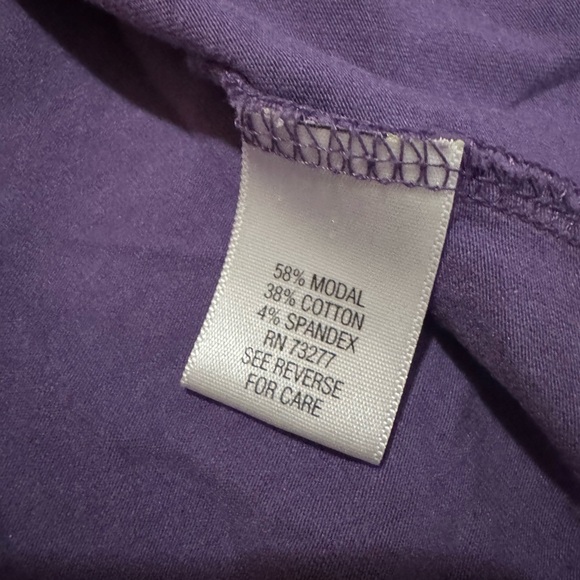 58% MODAL
38% COTTON
4% SPANDEX
RN 73277
SEE REVERSE
FOR CARE